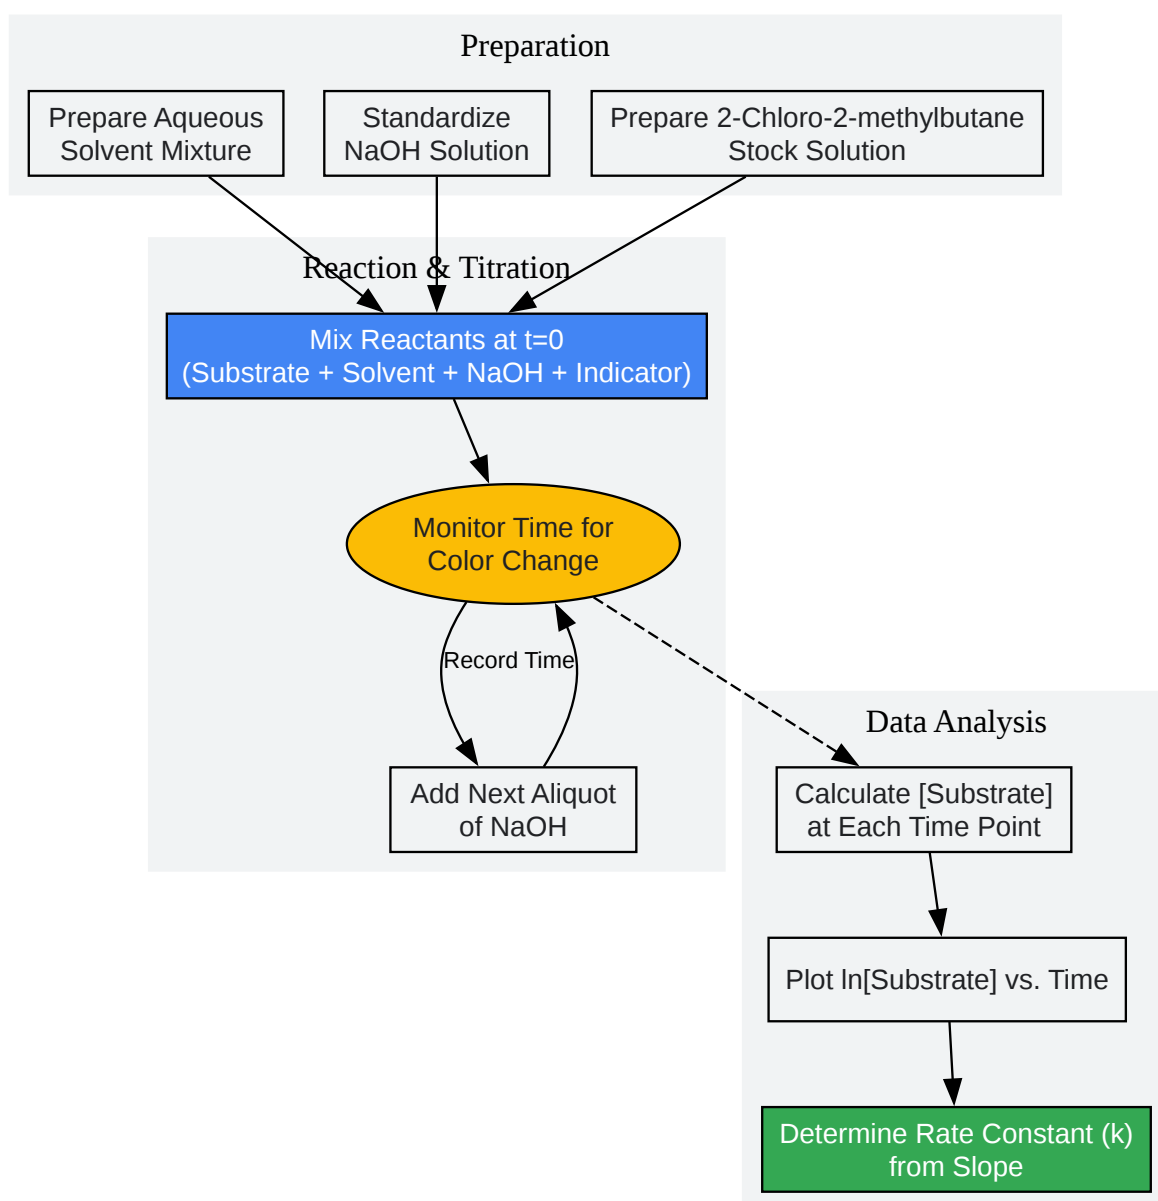 Preparation
Prepare Aqueous
Solvent Mixture
Standardize
NaOH Solution
Prepare 2-Chloro-2-methylbutane
Stock Solution
Reaction & Titration
Mix Reactants at t=0
(Substrate + Solvent + NaOH + Indicator)
Monitor Time for
Color Change
Record Time
Add Next Aliquot
of NaOH
Data Analysis
Calculate [Substrate]
at Each Time Point
Plot ln[Substrate] vs. Time
Determine Rate Constant (k)
from Slope